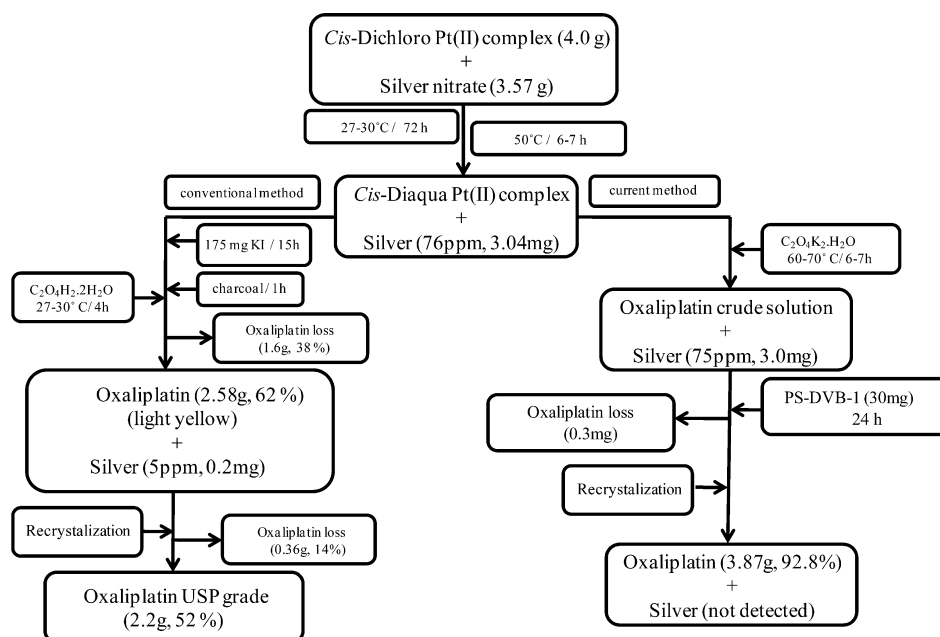 Cis-Dichloro Pt(II) complex (4.0 g)
+
Silver nitrate (3.57 g)
27-30˚C / 72 h
50˚C / 6-7 h
conventional method
Cis-Diaqua Pt(II) complex
+
Silver (76ppm, 3.04mg)
current method
175 mg KI / 15h
C₂O₄H₂.2H₂O
27-30˚ C/ 4h
charcoal / 1h
Oxaliplatin loss
(1.6g, 38 %)
Oxaliplatin (2.58g, 62 %)
(light yellow)
+
Silver (5ppm, 0.2mg)
Recrystalization
Oxaliplatin loss
(0.36g, 14%)
Oxaliplatin USP grade
(2.2g, 52 %)
C₂O₄K₂.H₂O
60-70˚ C/ 6-7h
Oxaliplatin crude solution
+
Silver (75ppm, 3.0mg)
Oxaliplatin loss
(0.3mg)
PS-DVB-1 (30mg)
24 h
Recrystalization
Oxaliplatin (3.87g, 92.8%)
+
Silver (not detected)